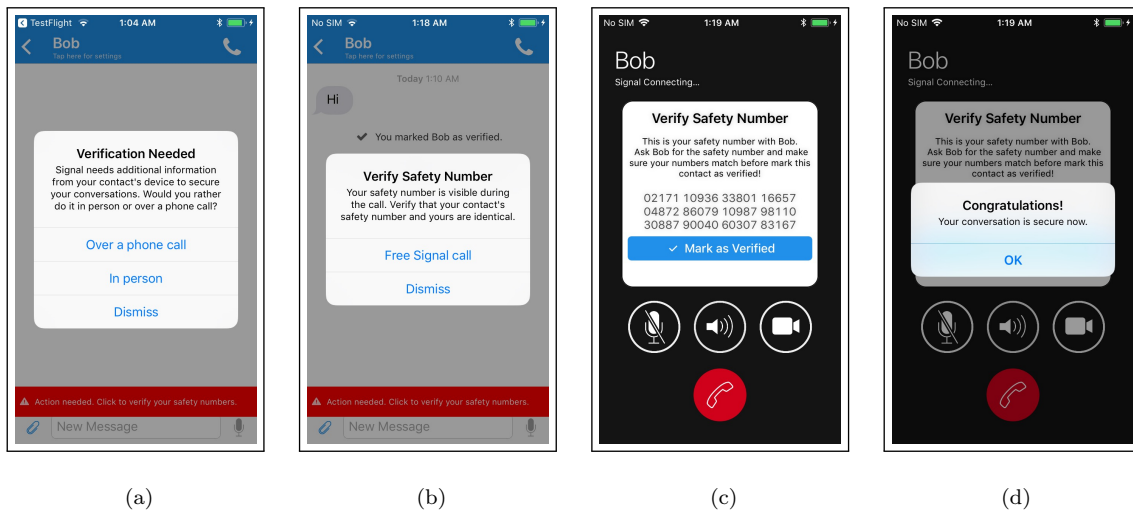 TestFlight 1:04 AM
Bob
Tap here for settings
Verification Needed
Signal needs additional information
from your contact's device to secure
your conversations. Would you rather
do it in person or over a phone call?
Over a phone call
In person
Dismiss
Action needed. Click to verify your safety numbers.
New Message
(a)
No SIM 1:18 AM
Bob
Tap here for settings
Today 1:10 AM
Hi
You marked Bob as verified.
Verify Safety Number
Your safety number is visible during
the call. Verify that your contact's
safety number and yours are identical.
Free Signal call
Dismiss
Action needed. Click to verify your safety numbers.
New Message
(b)
No SIM 1:19 AM
Bob
Signal Connecting...
Verify Safety Number
This is your safety number with Bob.
Ask Bob for the safety number and make
sure your numbers match before mark this
contact as verified!
02171 10936 33801 16657
04872 86079 10987 98110
30887 90040 60307 83167
Mark as Verified
(c)
No SIM 1:19 AM
Bob
Signal Connecting...
Verify Safety Number
This is your safety number with Bob.
Ask Bob for the safety number and make
sure your numbers match before mark this
contact as verified!
Congratulations!
Your conversation is secure now.
OK
(d)